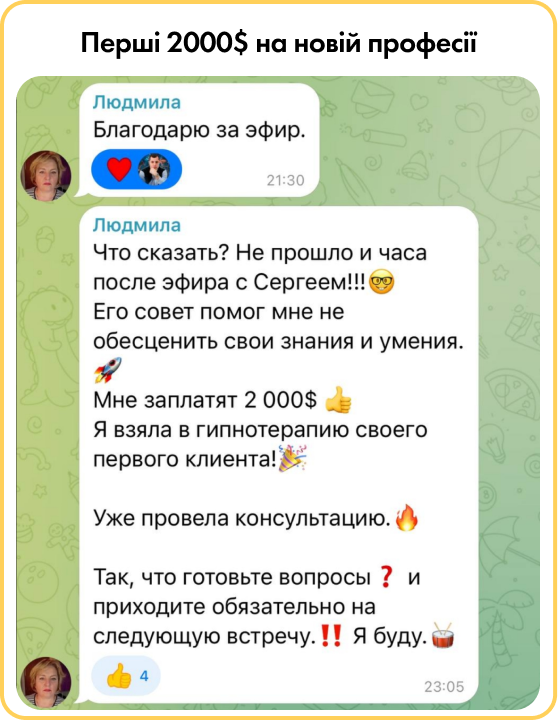 Перші 2000$ на новій професії
Людмила
Благодарю за эфир.
❤️
21:30
Людмила
Что сказать? Не прошло и часа
после эфира с Сергеем!!!🤓
Его совет помог мне не
обесценить свои знания и умения.
🚀
Мне заплатят 2 000$ 👍
Я взяла в гипнотерапию своего
первого клиента!🎉
Уже провела консультацию.🔥
Так, что готовьте вопросы ❓ и
приходите обязательно на
следующую встречу.‼️ Я буду.🥁
👍 4
23:05